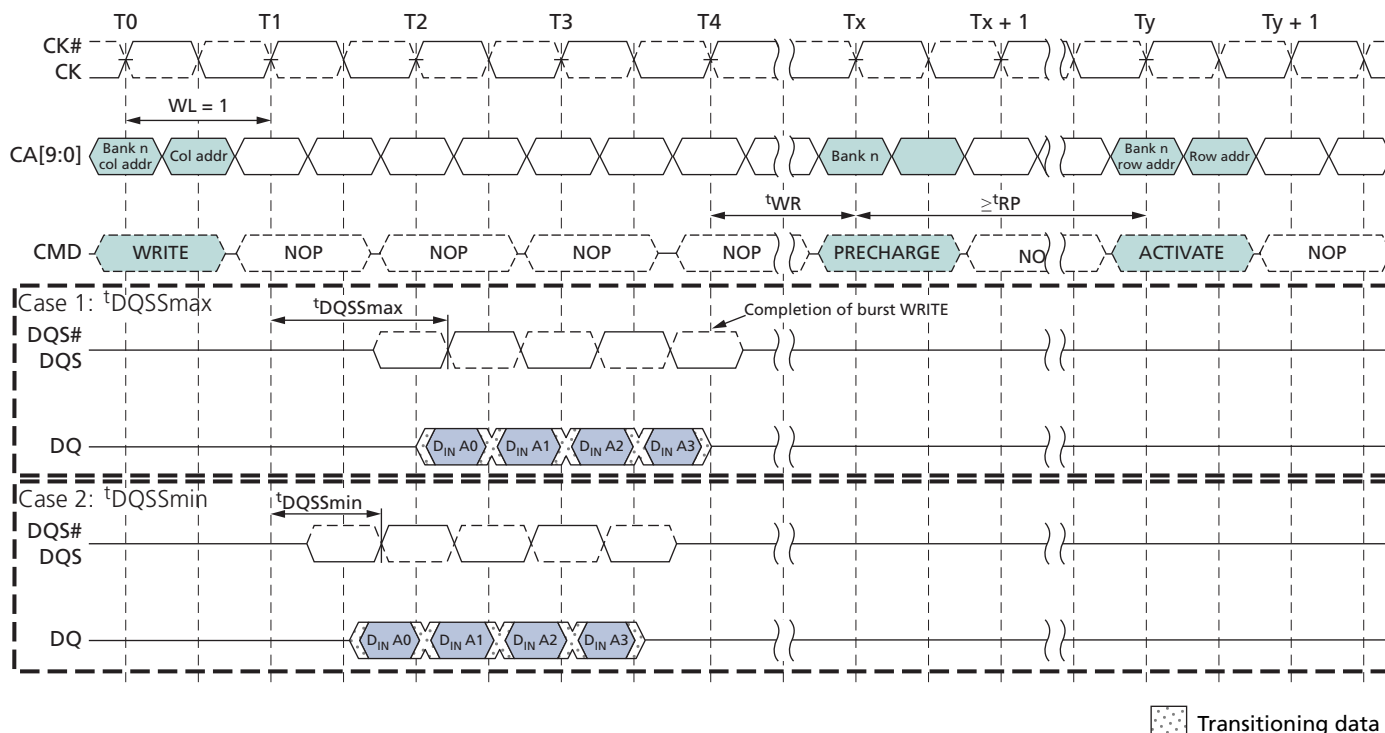 T0 T1 T2 T3 T4 Tx Tx + 1 Ty Ty + 1
CK#
CK
WL = 1
CA[9:0]
Bank n
col addr
Col addr
Bank n
Bank n
row addr
Row addr
tWR
≥tRP
CMD
WRITE NOP NOP NOP NOP PRECHARGE NO ACTIVATE NOP
Case 1: tDQSSmax
tDQSSmax
Completion of burst WRITE
DQS#
DQS
DQ
DIN A0 DIN A1 DIN A2 DIN A3
Case 2: tDQSSmin
tDQSSmin
DQS#
DQS
DQ
DIN A0 DIN A1 DIN A2 DIN A3
Transitioning data